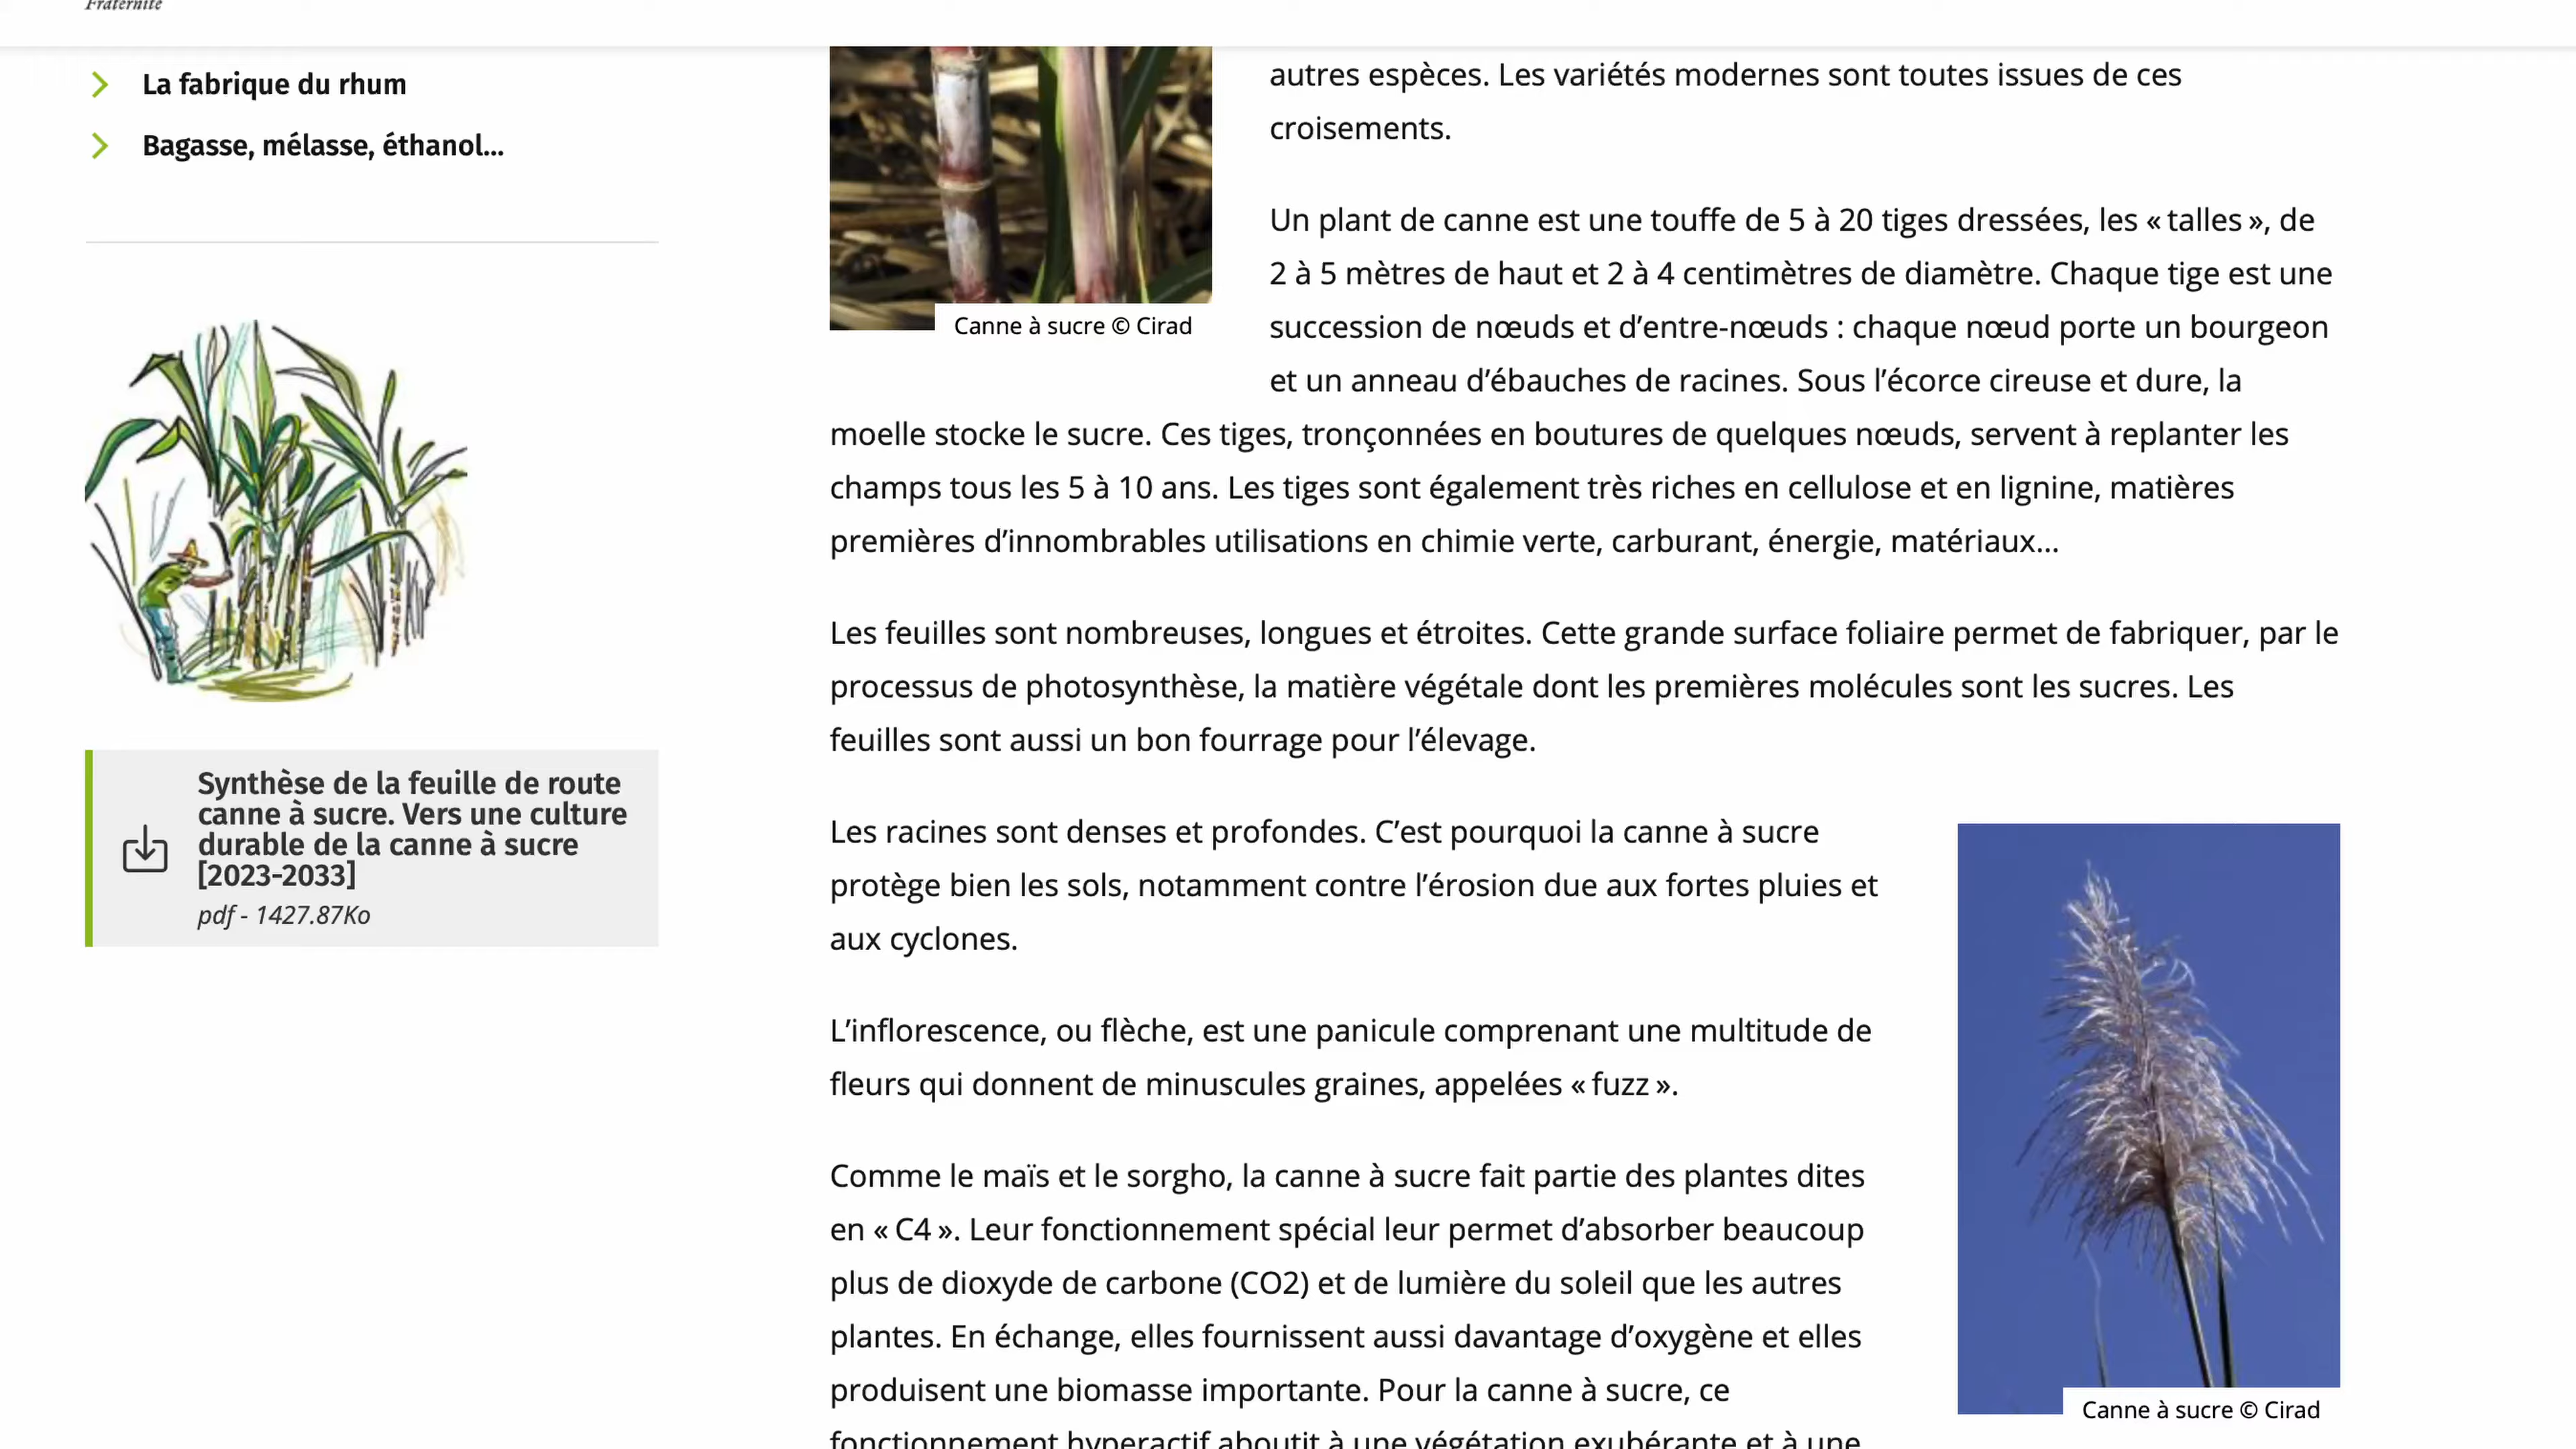 Fraternité
La fabrique du rhum
Bagasse, mélasse, éthanol...
Synthèse de la feuille de route
canne à sucre. Vers une culture
durable de la canne à sucre
[2023-2033]
pdf - 1427.87Ko
autres espèces. Les variétés modernes sont toutes issues de ces
croisements.
Un plant de canne est une touffe de 5 à 20 tiges dressées, les « talles », de
2 à 5 mètres de haut et 2 à 4 centimètres de diamètre. Chaque tige est une
succession de nœuds et d’entre-nœuds : chaque nœud porte un bourgeon
et un anneau d’ébauches de racines. Sous l’écorce cireuse et dure, la
Canne à sucre © Cirad
moelle stocke le sucre. Ces tiges, tronçonnées en boutures de quelques nœuds, servent à replanter les
champs tous les 5 à 10 ans. Les tiges sont également très riches en cellulose et en lignine, matières
premières d’innombrables utilisations en chimie verte, carburant, énergie, matériaux...
Les feuilles sont nombreuses, longues et étroites. Cette grande surface foliaire permet de fabriquer, par le
processus de photosynthèse, la matière végétale dont les premières molécules sont les sucres. Les
feuilles sont aussi un bon fourrage pour l’élevage.
Les racines sont denses et profondes. C’est pourquoi la canne à sucre
protège bien les sols, notamment contre l’érosion due aux fortes pluies et
aux cyclones.
L’inflorescence, ou flèche, est une panicule comprenant une multitude de
fleurs qui donnent de minuscules graines, appelées « fuzz ».
Comme le maïs et le sorgho, la canne à sucre fait partie des plantes dites
en « C4 ». Leur fonctionnement spécial leur permet d’absorber beaucoup
plus de dioxyde de carbone (CO2) et de lumière du soleil que les autres
plantes. En échange, elles fournissent aussi davantage d’oxygène et elles
produisent une biomasse importante. Pour la canne à sucre, ce
fonctionnement hyperactif aboutit à une végétation exubérante et à une
Canne à sucre © Cirad